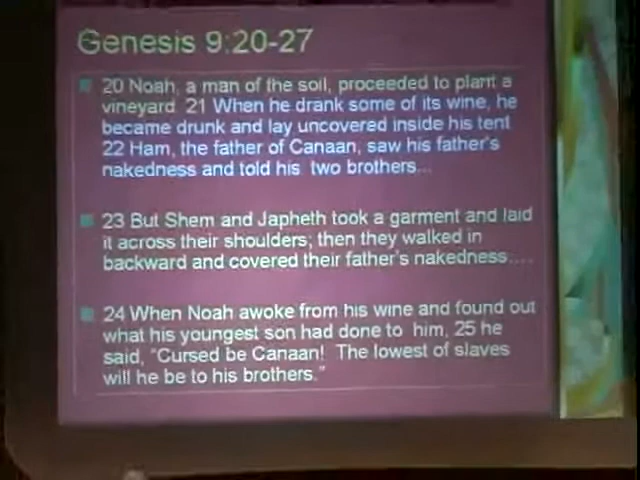 Genesis 9:20-27
20 Noah, a man of the soil, proceeded to plant a
vineyard 21 When he drank some of its wine, he
became drunk and lay uncovered inside his tent
22 Ham, the father of Canaan, saw his father's
nakedness and told his two brothers...
23 But Shem and Japheth took a garment and laid
it across their shoulders; then they walked in
backward and covered their father's nakedness....
24 When Noah awoke from his wine and found out
what his youngest son had done to him, 25 he
said, "Cursed be Canaan! The lowest of slaves
will he be to his brothers."